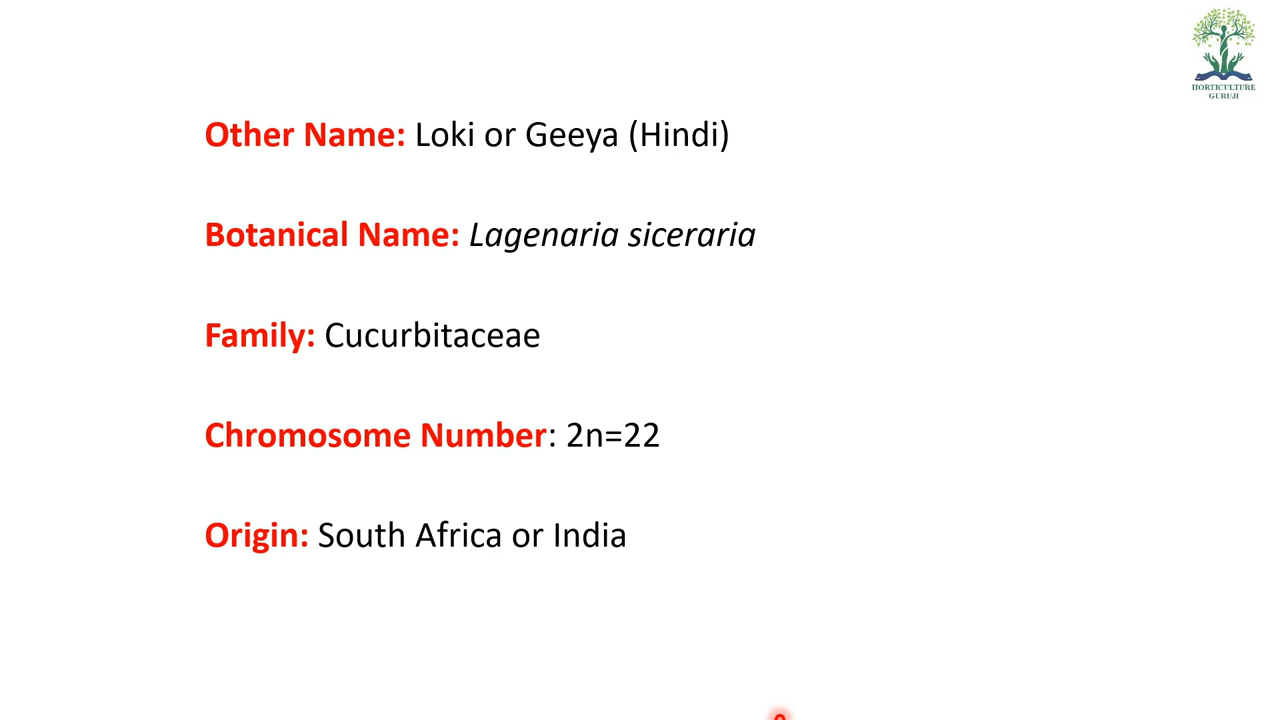 HORTICULTURE
GURUJI
Other Name: Loki or Geeya (Hindi)
Botanical Name: Lagenaria siceraria
Family: Cucurbitaceae
Chromosome Number: 2n=22
Origin: South Africa or India